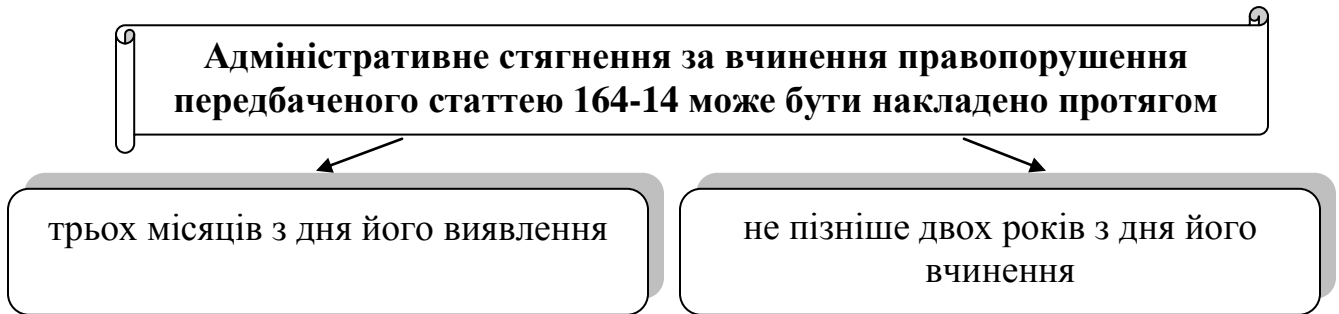 Адміністративне стягнення за вчинення правопорушення
передбаченого статтею 164-14 може бути накладено протягом
трьох місяців з дня його виявлення
не пізніше двох років з дня його
вчинення